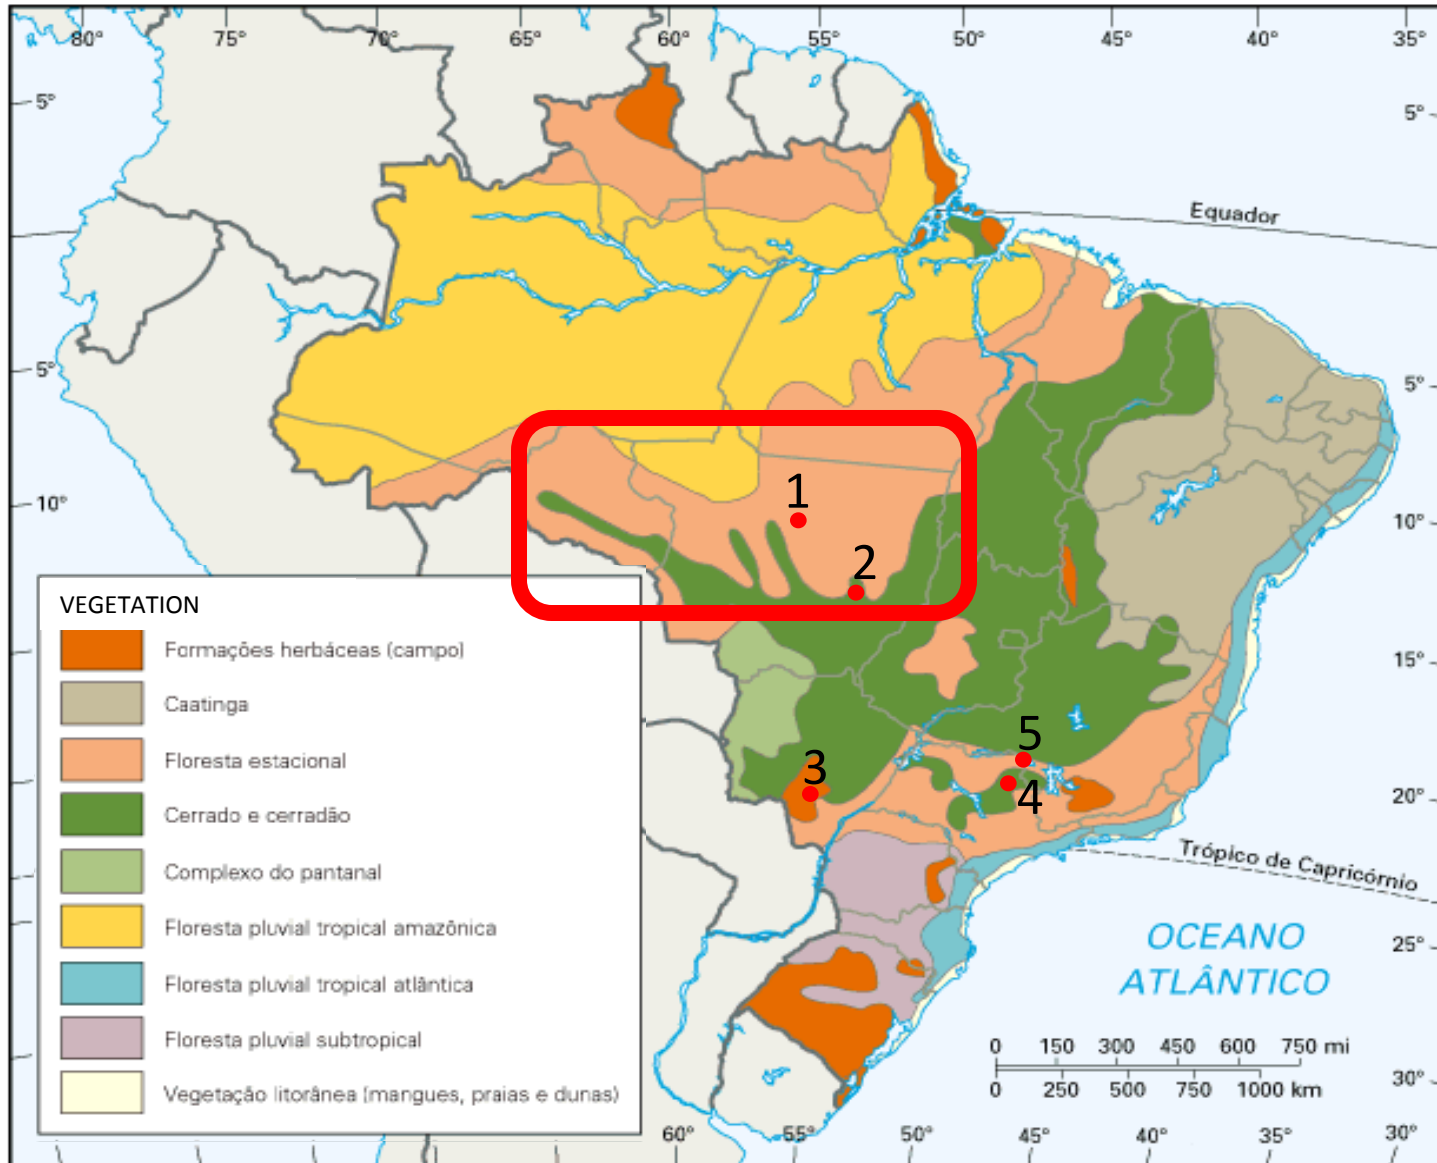 80° 75° 70° 65° 60° 55° 50° 45° 40° 35°
5° 5°
Equador
5° 5°
1
10° 10°
2
VEGETATION
Formações herbáceas (campo)
Caatinga
Floresta estacional
Cerrado e cerradão
Complexo do pantanal
Floresta pluvial tropical amazônica
Floresta pluvial tropical atlântica
Floresta pluvial subtropical
Vegetação litorânea (mangues, praias e dunas)
15°
5
3
4
20°
Trópico de Capricórnio
OCEANO
ATLÂNTICO
25°
0 150 300 450 600 750 mi
0 250 500 750 1000 km
30°
60° 55° 50° 45° 40° 35° 30°